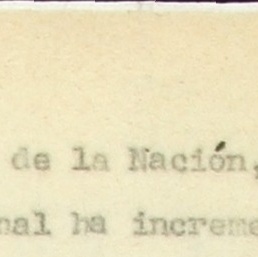 de la Nación,
nal ha increme